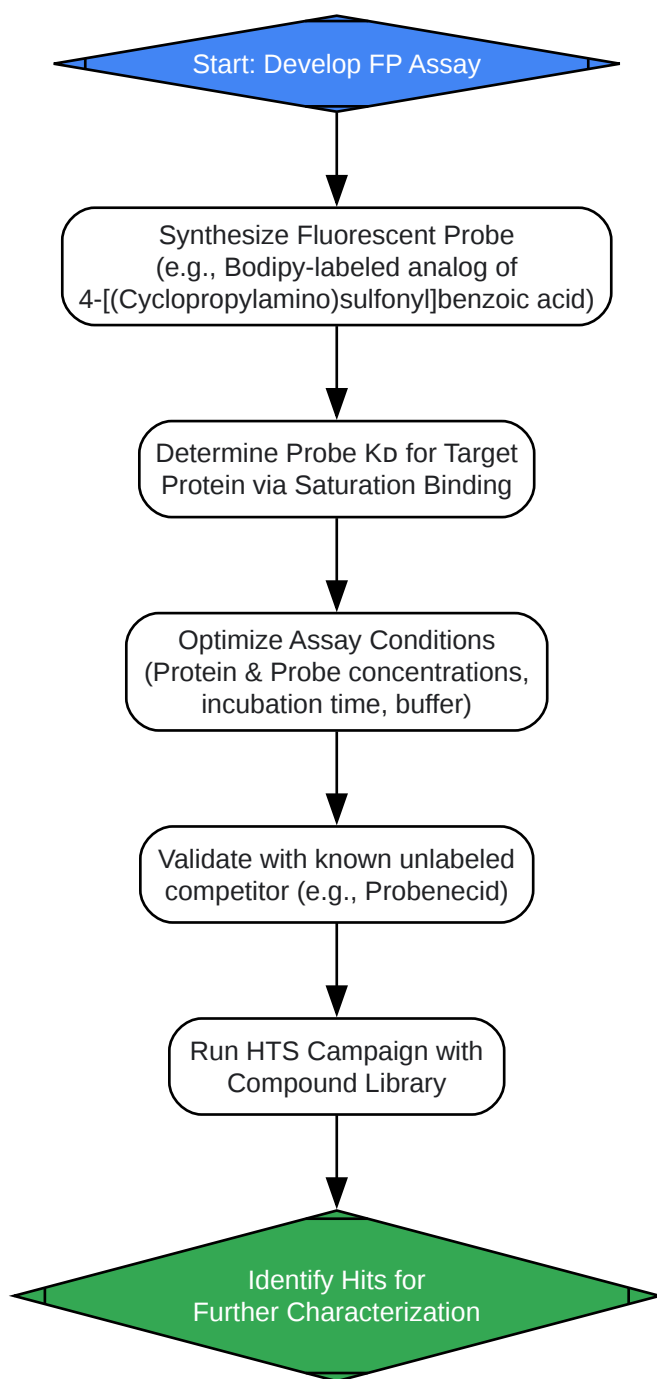 Start: Develop FP Assay
Synthesize Fluorescent Probe
(e.g., Bodipy-labeled analog of
4-[(Cyclopropylamino)sulfonyl]benzoic acid)
Determine Probe Kᴅ for Target
Protein via Saturation Binding
Optimize Assay Conditions
(Protein & Probe concentrations,
incubation time, buffer)
Validate with known unlabeled
competitor (e.g., Probenecid)
Run HTS Campaign with
Compound Library
Identify Hits for
Further Characterization